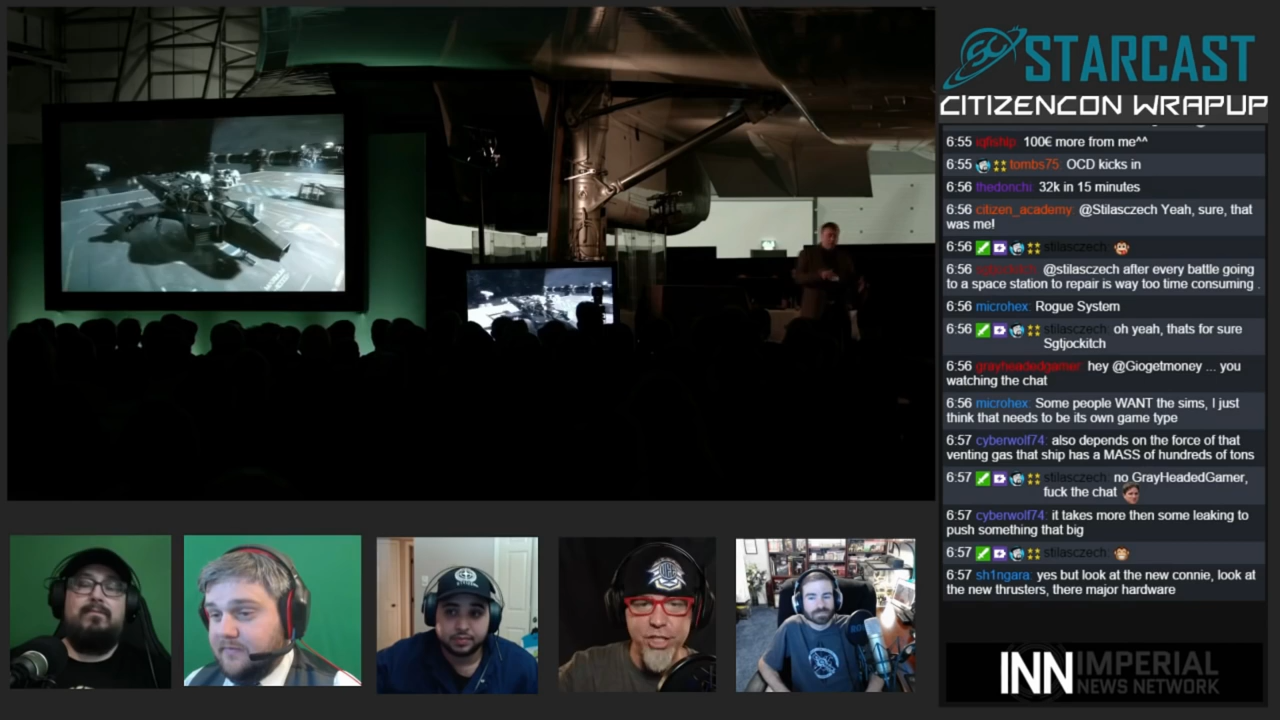 STARCAST
CITIZENCON WRAPUP
6:55 iqfiship: 100€ more from me^^
6:55 tombs75: OCD kicks in
6:56 thedonchi: 32k in 15 minutes
6:56 citizen_academy: @Stilasczech Yeah, sure, that
was me!
6:56 stilasczech:
6:56 @stilasczech after every battle going
to a space station to repair is way too time consuming .
6:56 microhex: Rogue System
6:56 stilasczech: oh yeah, thats for sure
Sgtjockitch
6:56 grayheadedgamer: hey @Giogetmoney ... you
watching the chat
6:56 microhex: Some people WANT the sims, I just
think that needs to be its own game type
6:57 cyberwolf74: also depends on the force of that
venting gas that ship has a MASS of hundreds of tons
6:57 stilasczech: no GrayHeadedGamer,
fuck the chat
6:57 cyberwolf74: it takes more then some leaking to
push something that big
6:57 stilasczech:
6:57 sh1ngara: yes but look at the new connie, look at
the new thrusters, there major hardware
INN IMPERIAL
NEWS NETWORK